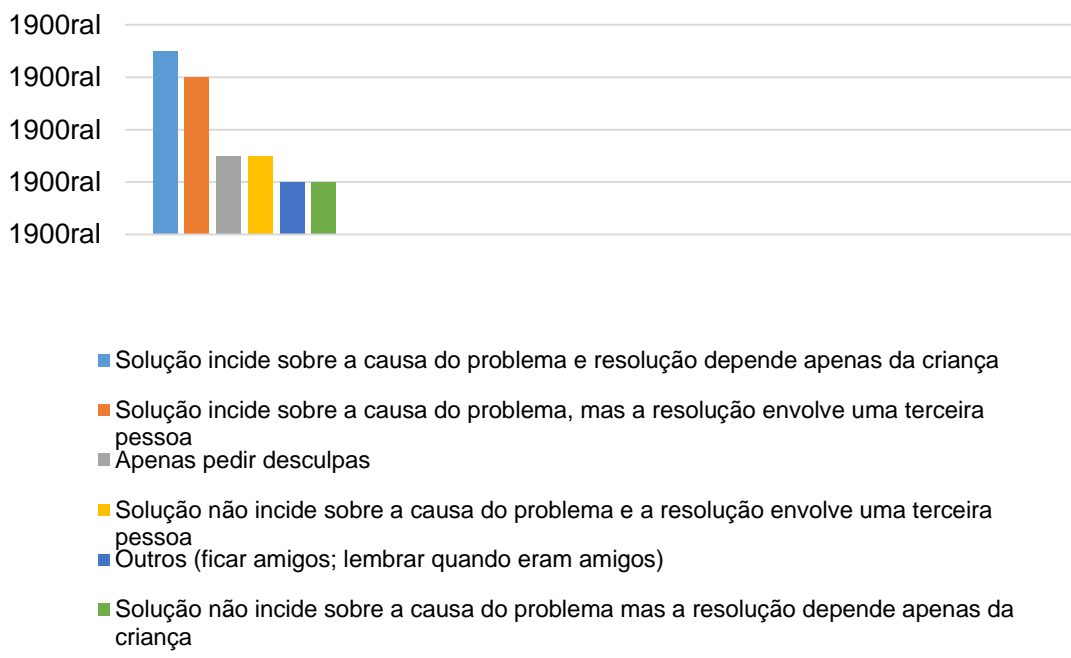 1900ral
1900ral
1900ral
1900ral
1900ral
Solução incide sobre a causa do problema e resolução depende apenas da criança
Solução incide sobre a causa do problema, mas a resolução envolve uma terceira
pessoa
Apenas pedir desculpas
Solução não incide sobre a causa do problema e a resolução envolve uma terceira
pessoa
Outros (ficar amigos; lembrar quando eram amigos)
Solução não incide sobre a causa do problema mas a resolução depende apenas da
criança